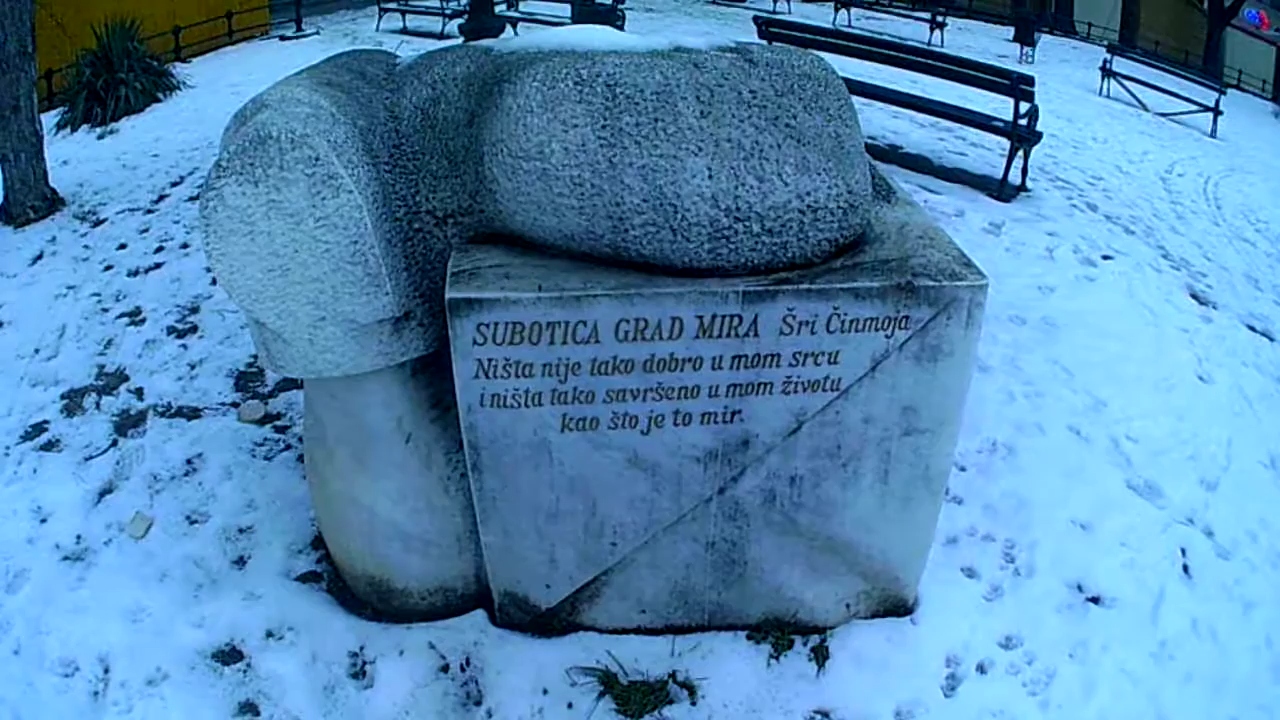 SUBOTICA GRAD MIRA Šri Činmoja
Ništa nije tako dobro u mom srcu
i ništa tako savršeno u mom životu
kao što je to mir.